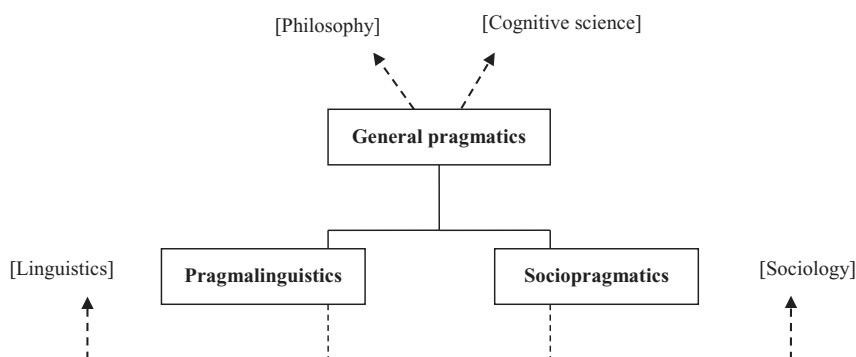 [Philosophy] [Cognitive science]
General pragmatics
[Linguistics] Pragmalinguistics Sociopragmatics [Sociology]